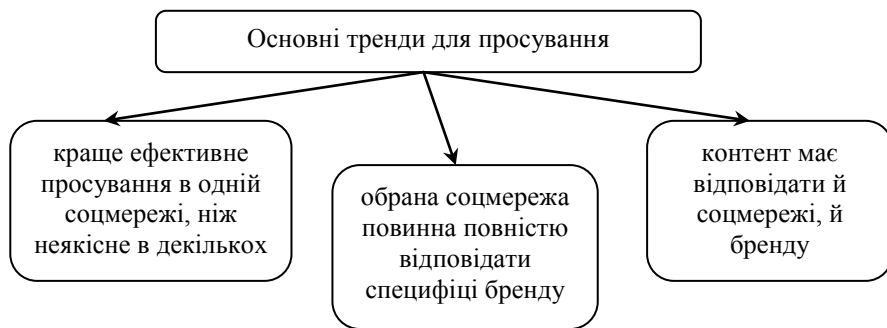 Основні тренди для просування
краще ефективне
просування в одній
соцмережі, ніж
неякісне в декількох
обрана соцмережа
повинна повністю
відповідати
специфіці бренду
контент має
відповідати й
соцмережі, й
бренду